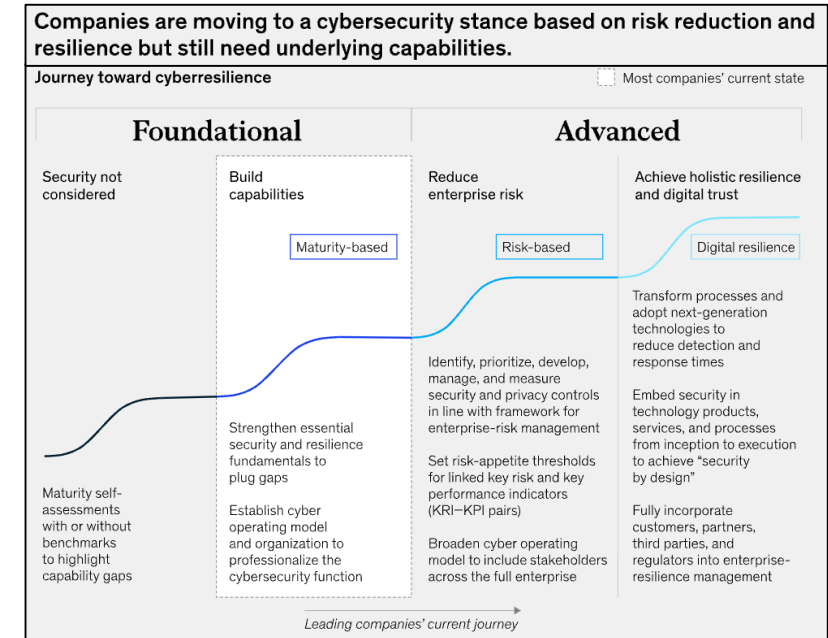 Companies are moving to a cybersecurity stance based on risk reduction and
resilience but still need underlying capabilities.
Journey toward cyberresilience
Most companies' current state
Foundational
Advanced
Security not
considered
Maturity self-
assessments
with or without
benchmarks
to highlight
capability gaps
Build
capabilities
Maturity-based
Strengthen essential
security and resilience
fundamentals to
plug gaps
Establish cyber
operating model
and organization to
professionalize the
cybersecurity function
Reduce
enterprise risk
Risk-based
Identify, prioritize, develop,
manage, and measure
security and privacy controls
in line with framework for
enterprise-risk management
Set risk-appetite thresholds
for linked key risk and key
performance indicators
(KRI–KPI pairs)
Broaden cyber operating
model to include stakeholders
across the full enterprise
Achieve holistic resilience
and digital trust
Digital resilience
Transform processes and
adopt next-generation
technologies to
reduce detection and
response times
Embed security in
technology products,
services, and processes
from inception to execution
to achieve “security
by design”
Fully incorporate
customers, partners,
third parties, and
regulators into enterprise-
resilience management
Leading companies' current journey